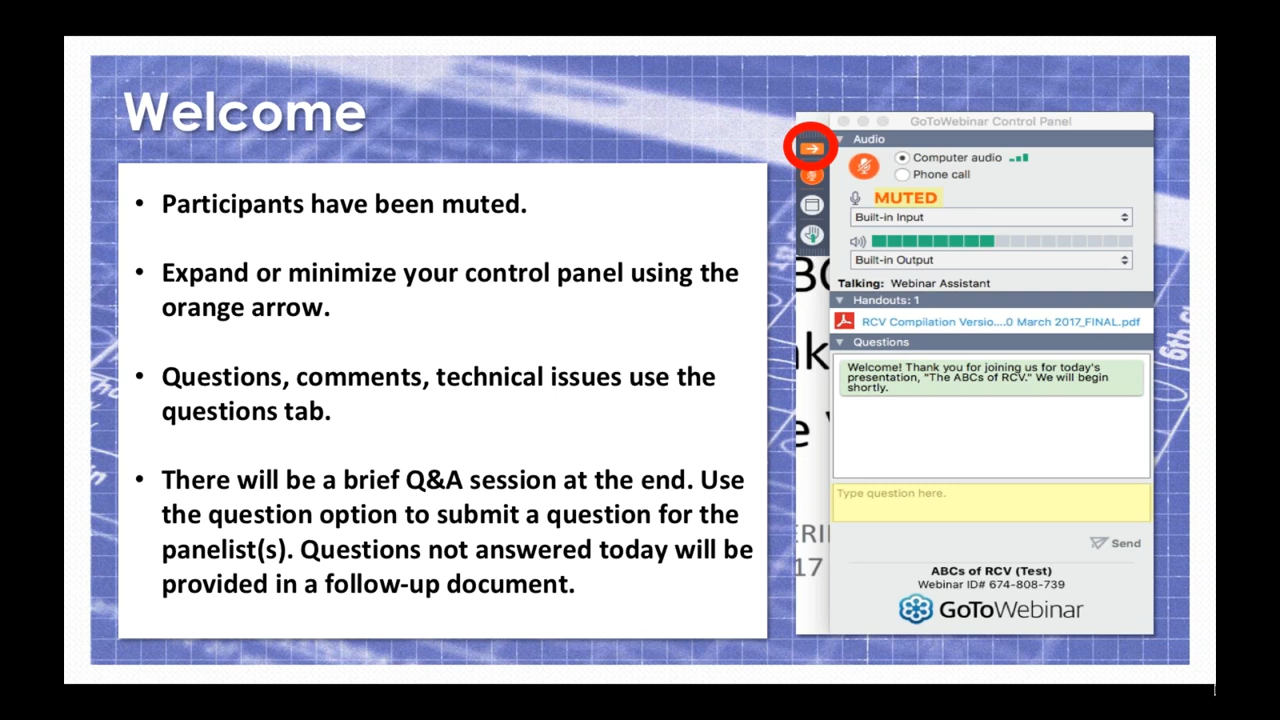 Welcome
• Participants have been muted.
• Expand or minimize your control panel using the
orange arrow.
• Questions, comments, technical issues use the
questions tab.
• There will be a brief Q&A session at the end. Use
the question option to submit a question for the
panelist(s). Questions not answered today will be
provided in a follow-up document.
GoToWebinar Control Panel
Audio
Computer audio
Phone call
MUTED
Built-in Input
Built-in Output
Talking: Webinar Assistant
Handouts: 1
RCV Compilation Versio....0 March 2017_FINAL.pdf
Questions
Welcome! Thank you for joining us for today's
presentation, "The ABCs of RCV." We will begin
shortly.
Type question here.
Send
ABCs of RCV (Test)
Webinar ID# 674-808-739
GoToWebinar
17
6th